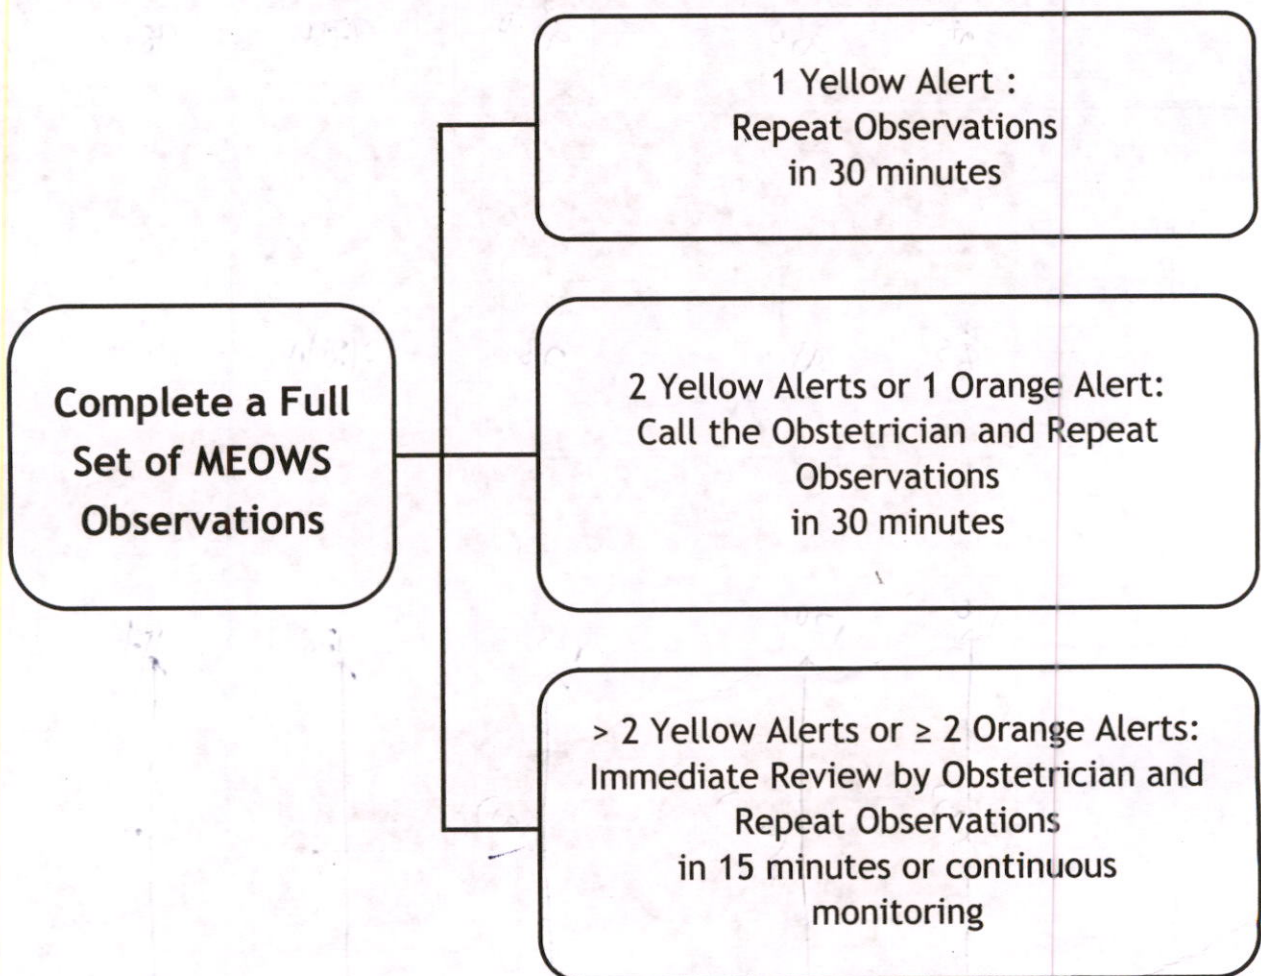 1 Yellow Alert :
Repeat Observations
in 30 minutes
Complete a Full
Set of MEOWS
Observations
2 Yellow Alerts or 1 Orange Alert:
Call the Obstetrician and Repeat
Observations
in 30 minutes
> 2 Yellow Alerts or ≥ 2 Orange Alerts:
Immediate Review by Obstetrician and
Repeat Observations
in 15 minutes or continuous
monitoring